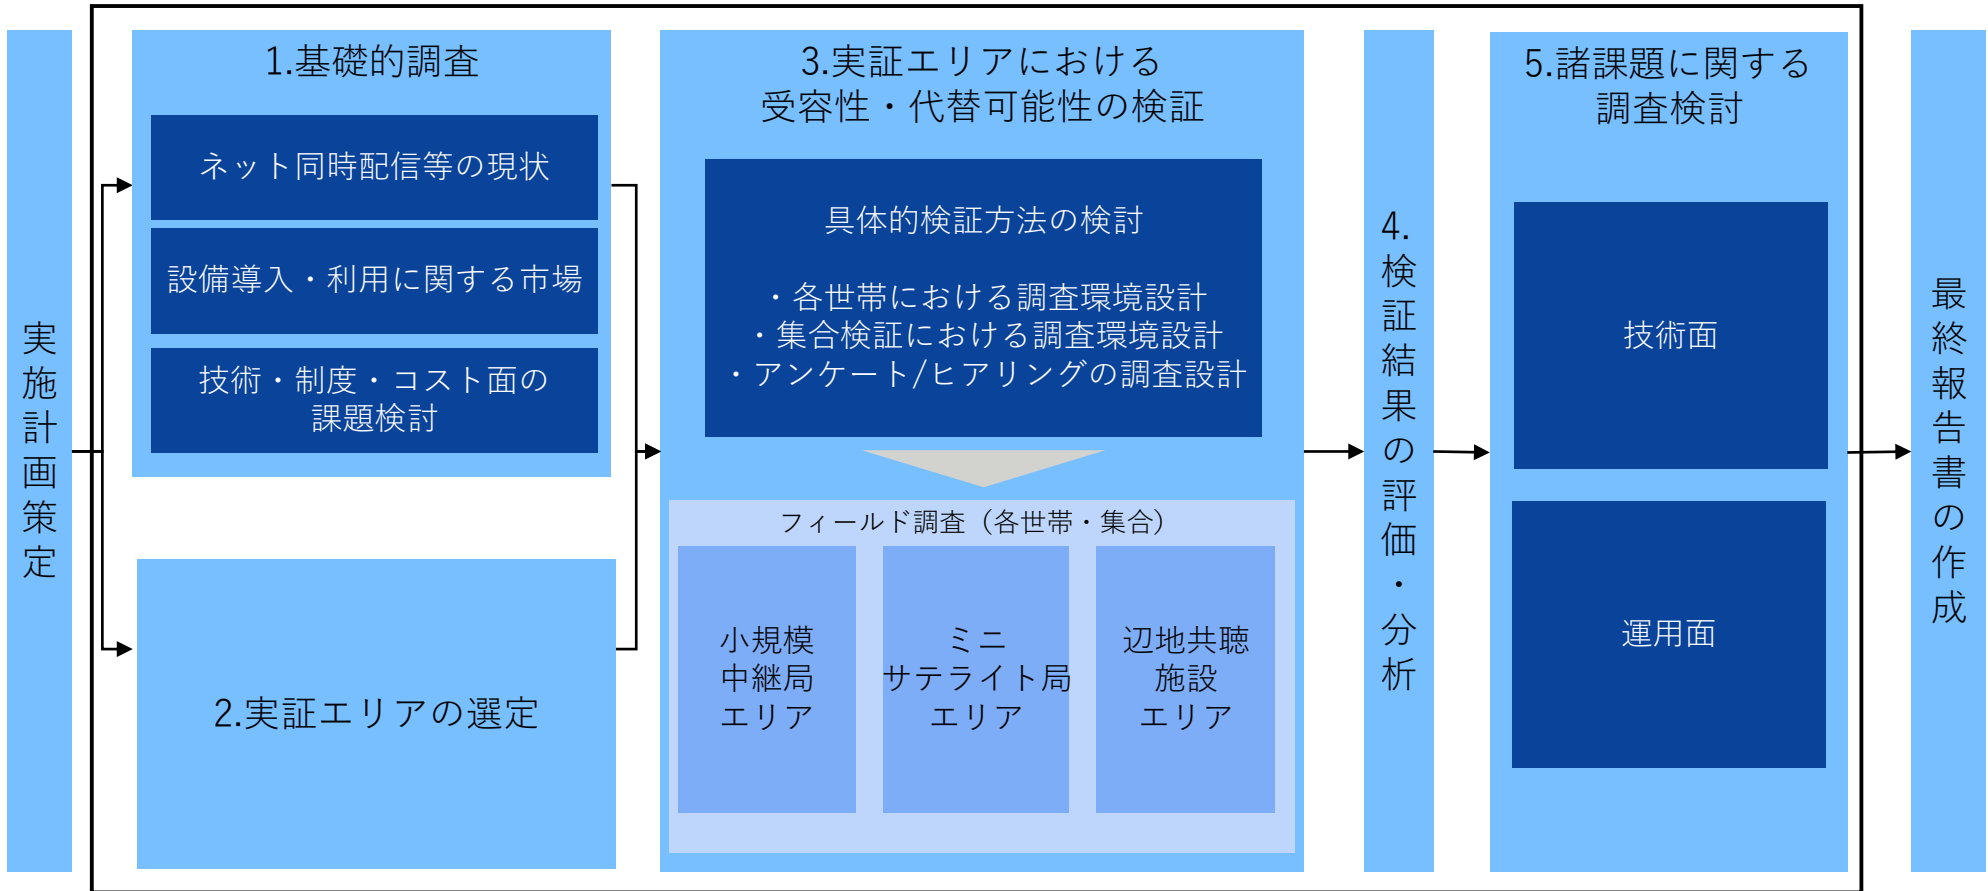 実施計画策定
1.基礎的調査
ネット同時配信等の現状
設備導入・利用に関する市場
技術・制度・コスト面の
課題検討
2.実証エリアの選定
3.実証エリアにおける
受容性・代替可能性の検証
具体的検証方法の検討
・各世帯における調査環境設計
・集合検証における調査環境設計
・アンケート/ヒアリングの調査設計
フィールド調査（各世帯・集合）
小規模
中継局
エリア
ミニ
サテライト局
エリア
辺地共聴
施設
エリア
4.検証結果の評価・分析
5.諸課題に関する
調査検討
技術面
運用面
最終報告書の作成